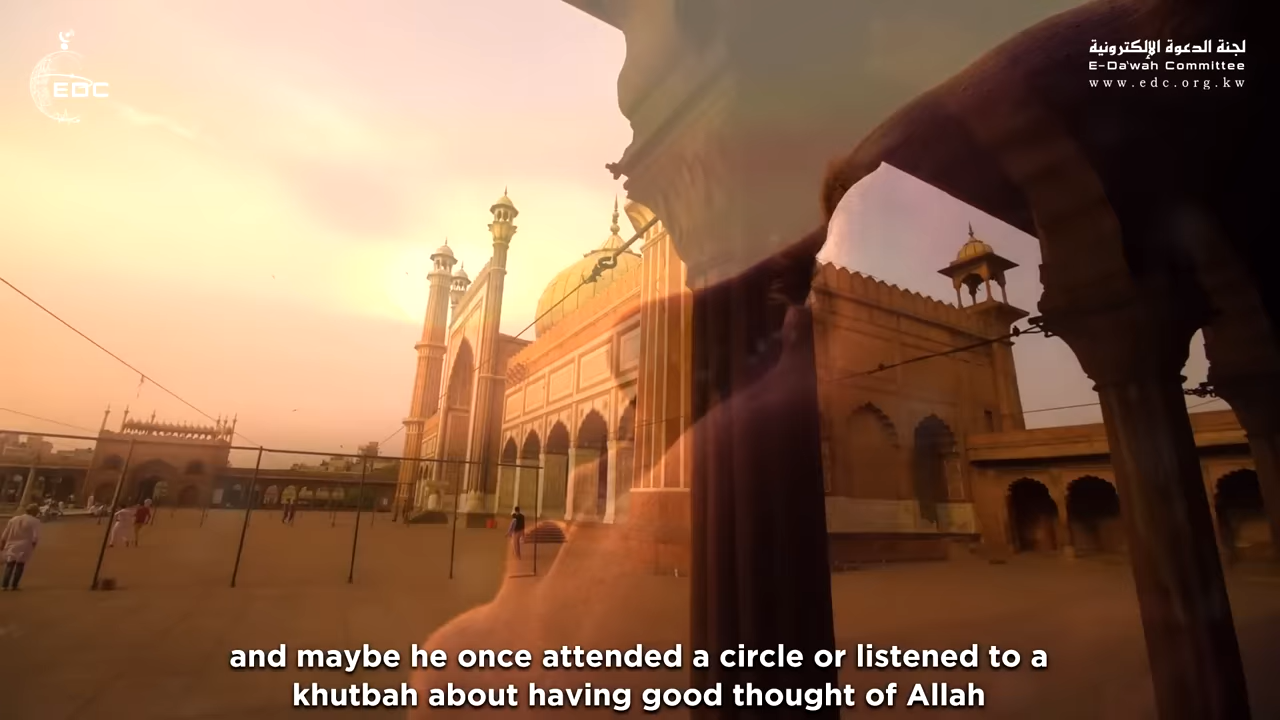 EDC
لجنة الدعوة الإلكترونية
E-Da'wah Committee
www.edc.org.kw
and maybe he once attended a circle or listened to a
khutbah about having good thought of Allah